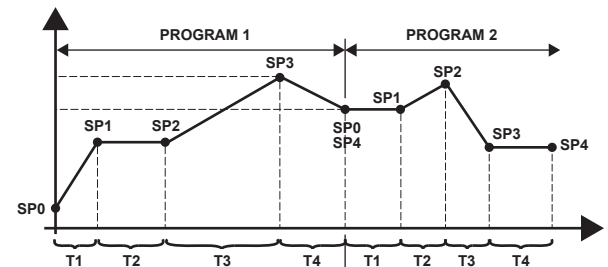 PROGRAM 1 PROGRAM 2
SP3
SP2
SP1 SP2
SP1
SP0
SP4
SP3
SP4
SP0
T1 T2 T3 T4 T1 T2 T3 T4